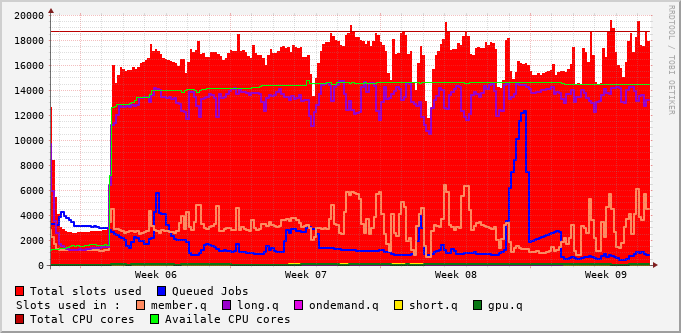 20000
18000
16000
14000
12000
10000
8000
6000
4000
2000
0
Week 06 Week 07 Week 08 Week 09
RRDTOOL / TOBI OETIKER
Total slots used Queued Jobs
Slots used in : member.q long.q ondemand.q short.q gpu.q
Total CPU cores Availale CPU cores